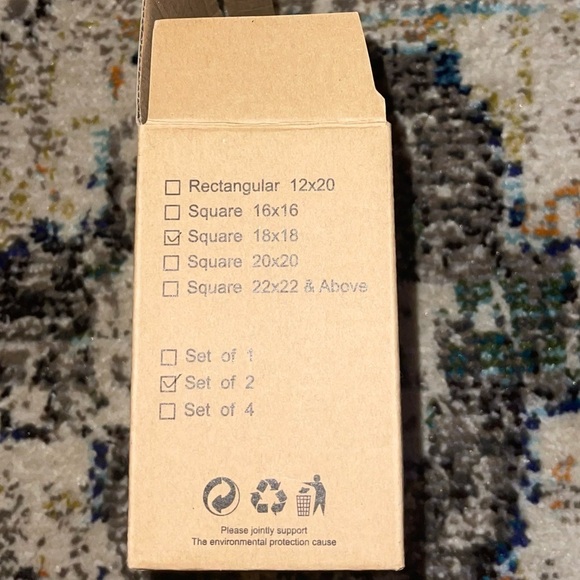 Rectangular 12x20
Square 16x16
Square 18x18
Square 20x20
Square 22x22 & Above
Set of 1
Set of 2
Set of 4
Please jointly support
The environmental protection cause